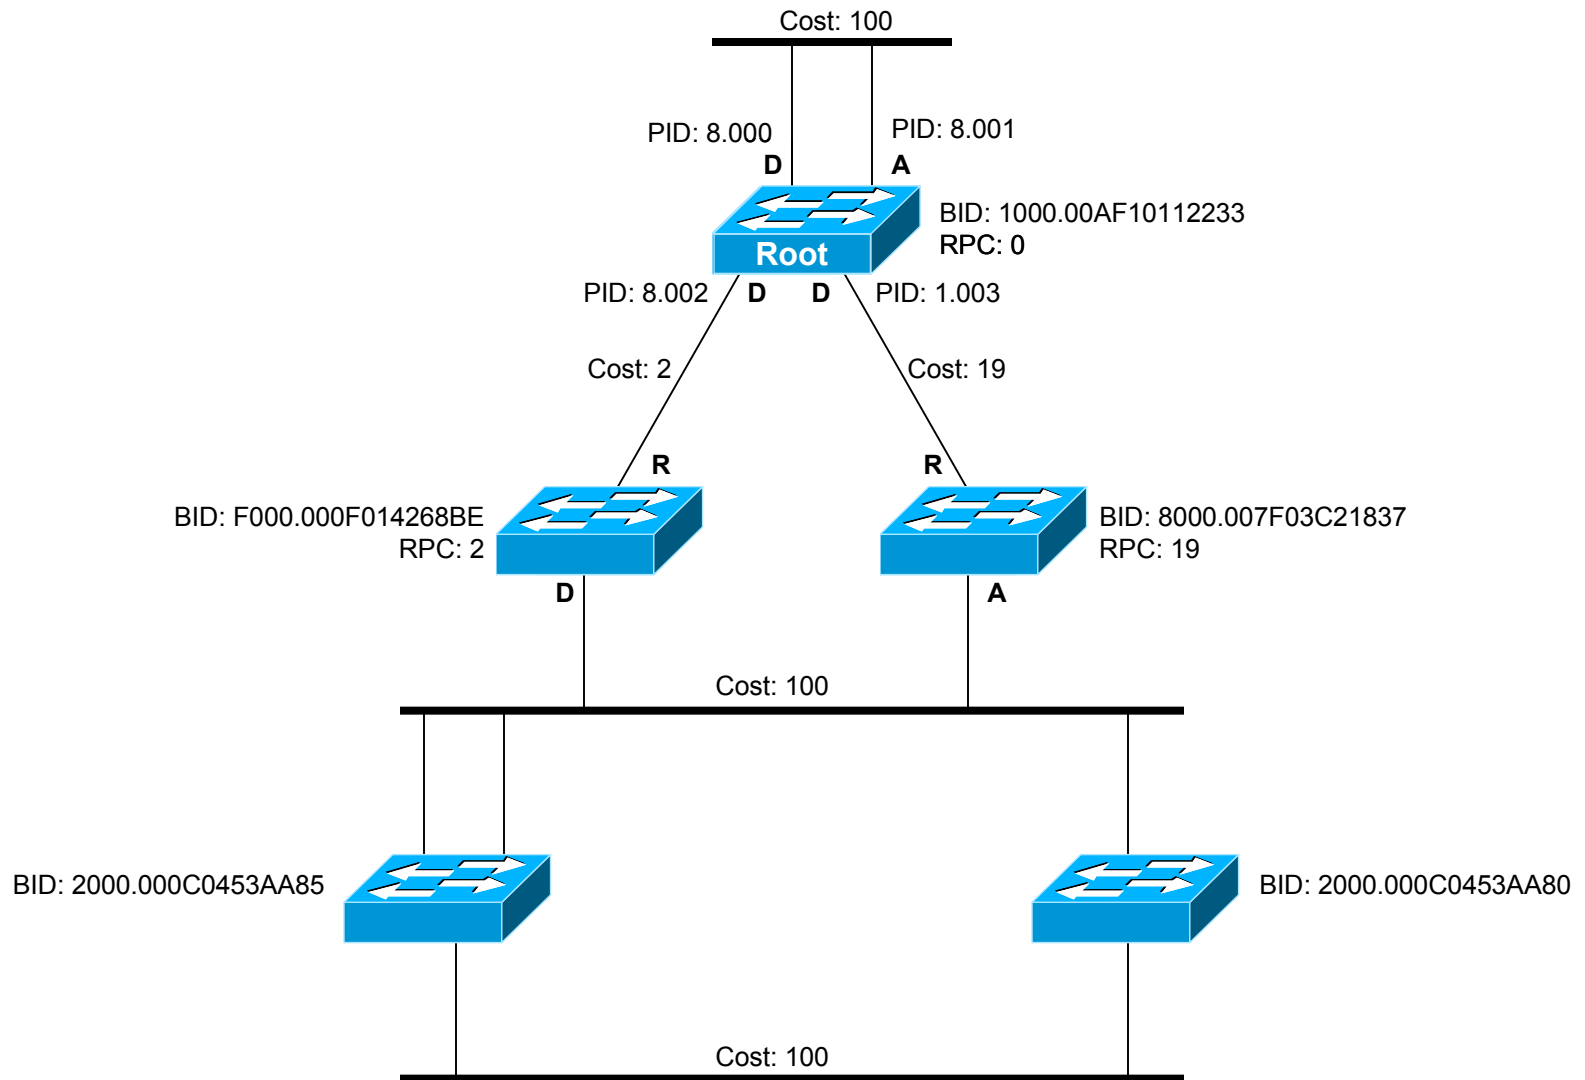 Cost: 100
PID: 8.000
PID: 8.001
D
A
BID: 1000.00AF10112233
RPC: 0
Root
PID: 8.002
D
D
PID: 1.003
Cost: 2
Cost: 19
R
R
BID: F000.000F014268BE
RPC: 2
BID: 8000.007F03C21837
RPC: 19
D
A
Cost: 100
BID: 2000.000C0453AA85
BID: 2000.000C0453AA80
Cost: 100